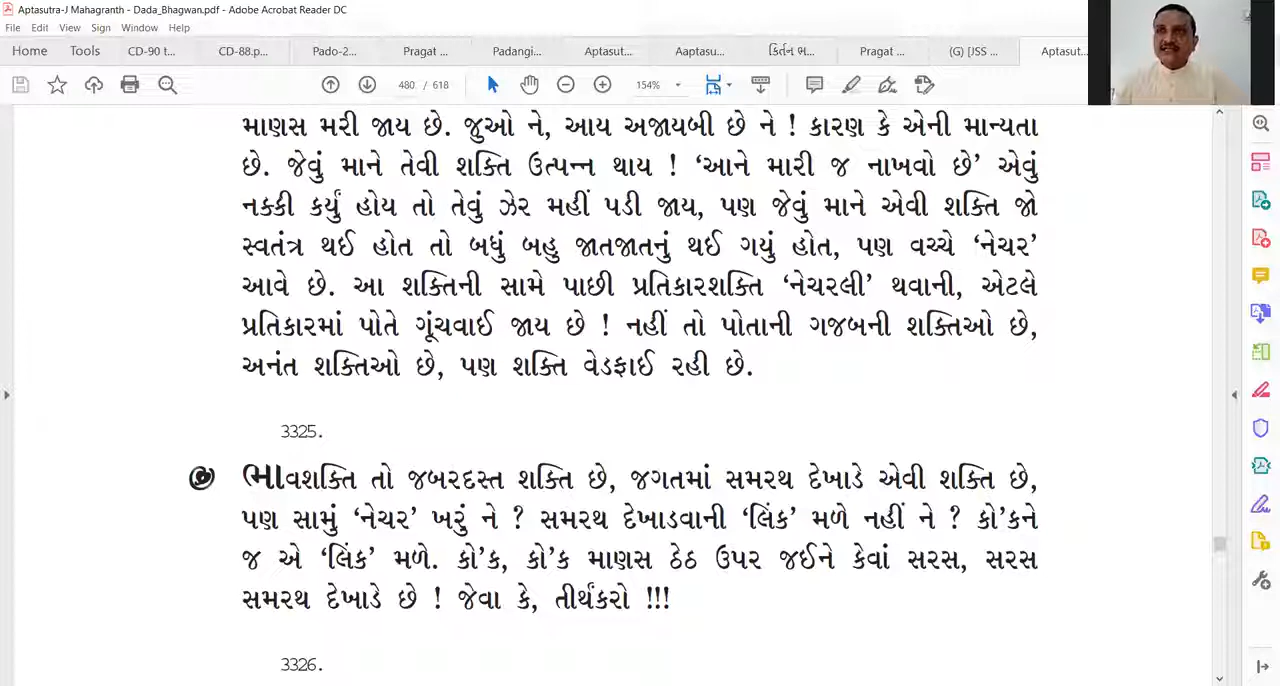 Aptasutra-J Mahagranth - Dada_Bhagwan.pdf - Adobe Acrobat Reader DC
File Edit View Sign Window Help
Home Tools CD-90 t... CD-88.p... Pado-2... Pragat ... Padangi... Aptasut... Aaptasu... કિર્તન ભ... Pragat ... (G) [JSS ... Aptasut...
480 / 618 154%
માણસ મરી જાય છે. જુઓ ને, આય અજાયબી છે ને ! કારણ કે એની માન્યતા
છે. જેવું માને તેવી શક્તિ ઉત્પન્ન થાય ! ‘આને મારી જ નાખવો છે’ એવું
નક્કી કર્યું હોય તો તેવું ઝેર મહીં પડી જાય, પણ જેવું માને એવી શક્તિ જો
સ્વતંત્ર થઈ હોત તો બધું બહુ જાતજાતનું થઈ ગયું હોત, પણ વચ્ચે ‘નેચર’
આવે છે. આ શક્તિની સામે પાછી પ્રતિકારશક્તિ ‘નેચરલી’ થવાની, એટલે
પ્રતિકારમાં પોતે ગૂંચવાઈ જાય છે ! નહીં તો પોતાની ગજબની શક્તિઓ છે,
અનંત શક્તિઓ છે, પણ શક્તિ વેડફાઈ રહી છે.
3325.
ભાવશક્તિ તો જબરદસ્ત શક્તિ છે, જગતમાં સમરથ દેખાડે એવી શક્તિ છે,
પણ સામું ‘નેચર’ ખરું ને ? સમરથ દેખાડવાની ‘લિંક’ મળે નહીં ને ? કો’કને
જ એ ‘લિંક’ મળે. કો’ક, કો’ક માણસ ઠેઠ ઉપર જઈને કેવાં સરસ, સરસ
સમરથ દેખાડે છે ! જેવા કે, તીર્થંકરો !!!
3326.